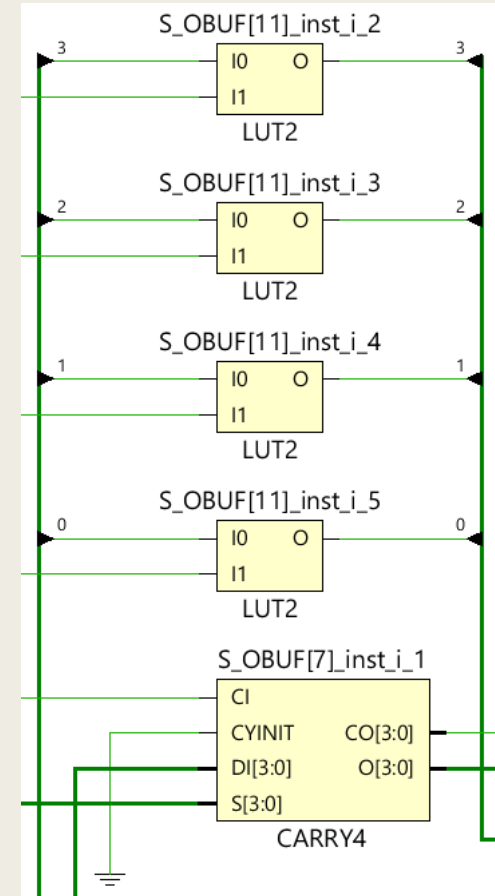 S_OBUF[11]_inst_i_2
3 I0 O 3
I1
LUT2
S_OBUF[11]_inst_i_3
2 I0 O 2
I1
LUT2
S_OBUF[11]_inst_i_4
1 I0 O 1
I1
LUT2
S_OBUF[11]_inst_i_5
0 I0 O 0
I1
LUT2
S_OBUF[7]_inst_i_1
CI
CYINIT CO[3:0]
DI[3:0] O[3:0]
S[3:0]
CARRY4